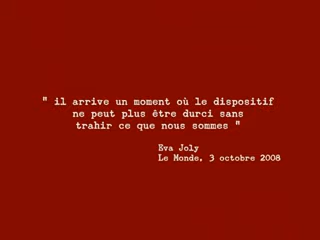 " il arrive un moment où le dispositif
ne peut plus être durci sans
trahir ce que nous sommes "
Eva Joly
Le Monde, 3 octobre 2008